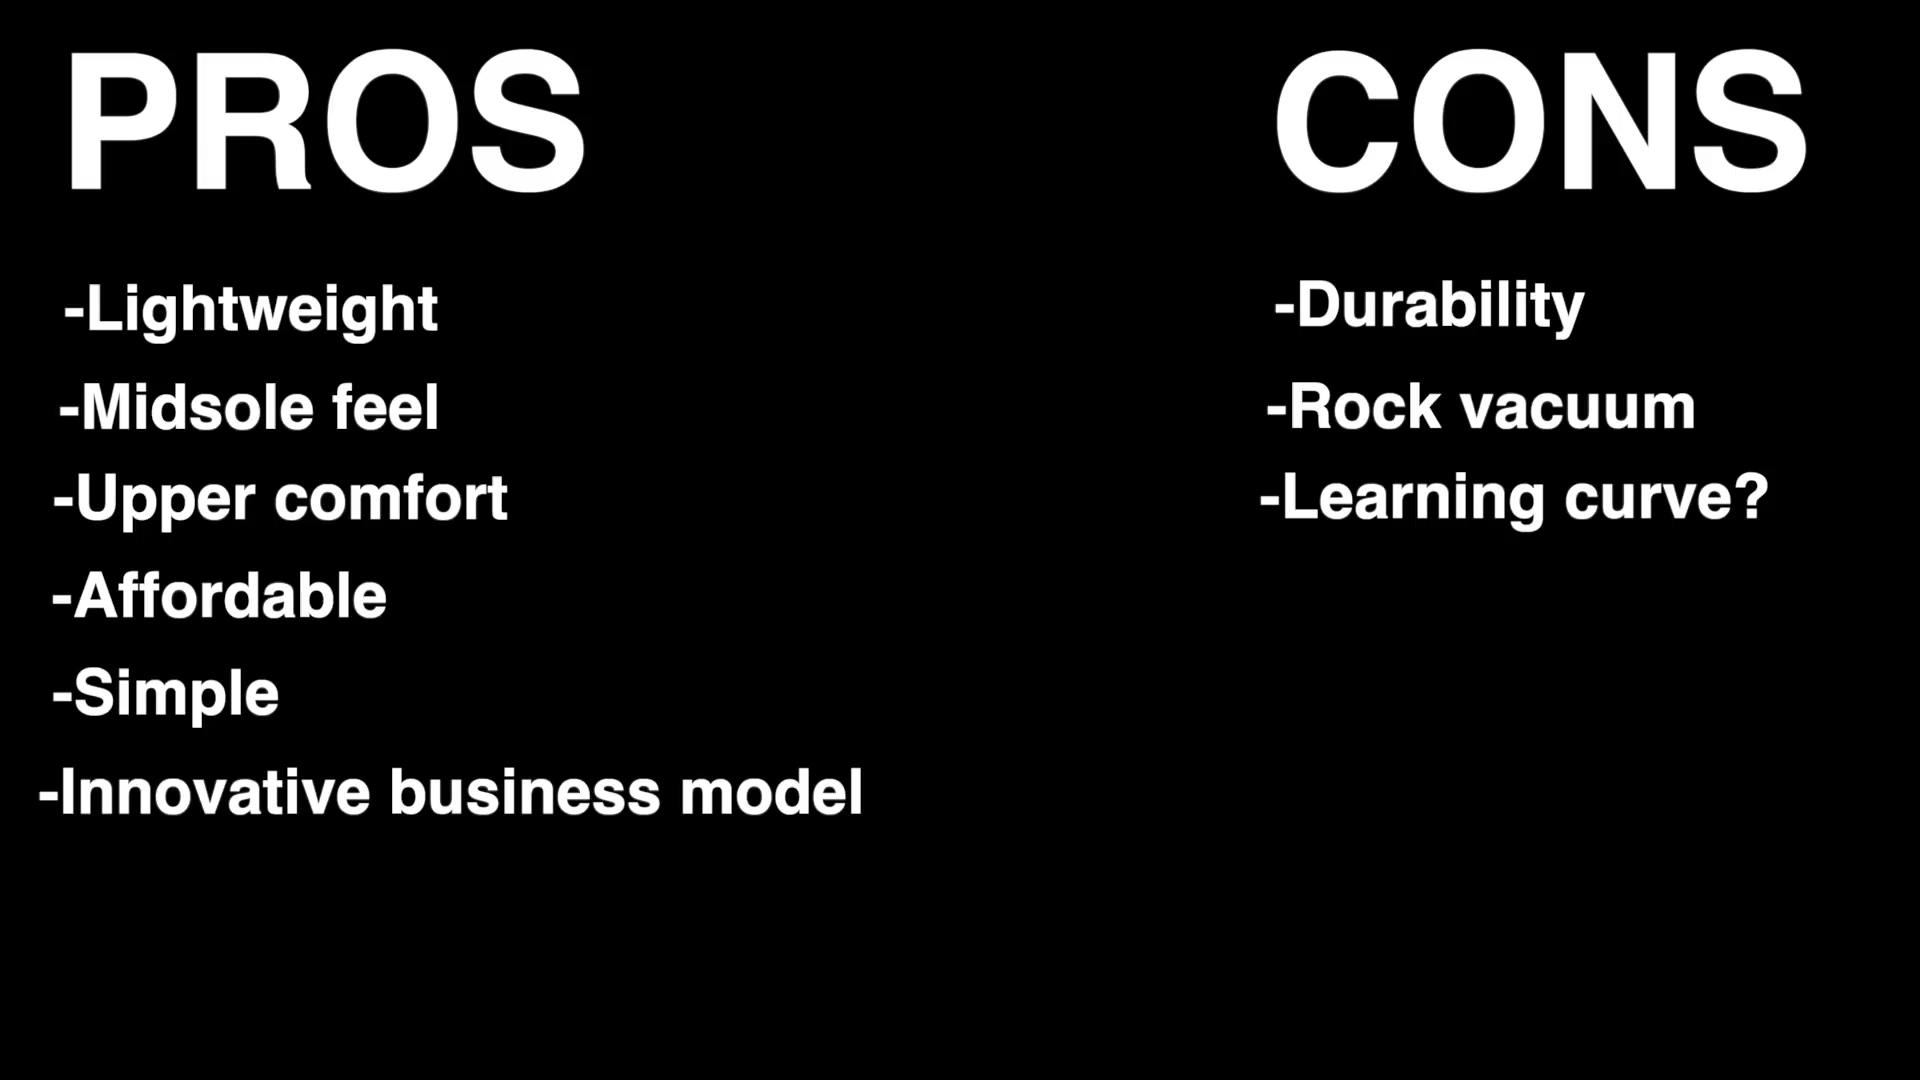 PROS
-Lightweight
-Midsole feel
-Upper comfort
-Affordable
-Simple
-Innovative business model
CONS
-Durability
-Rock vacuum
-Learning curve?